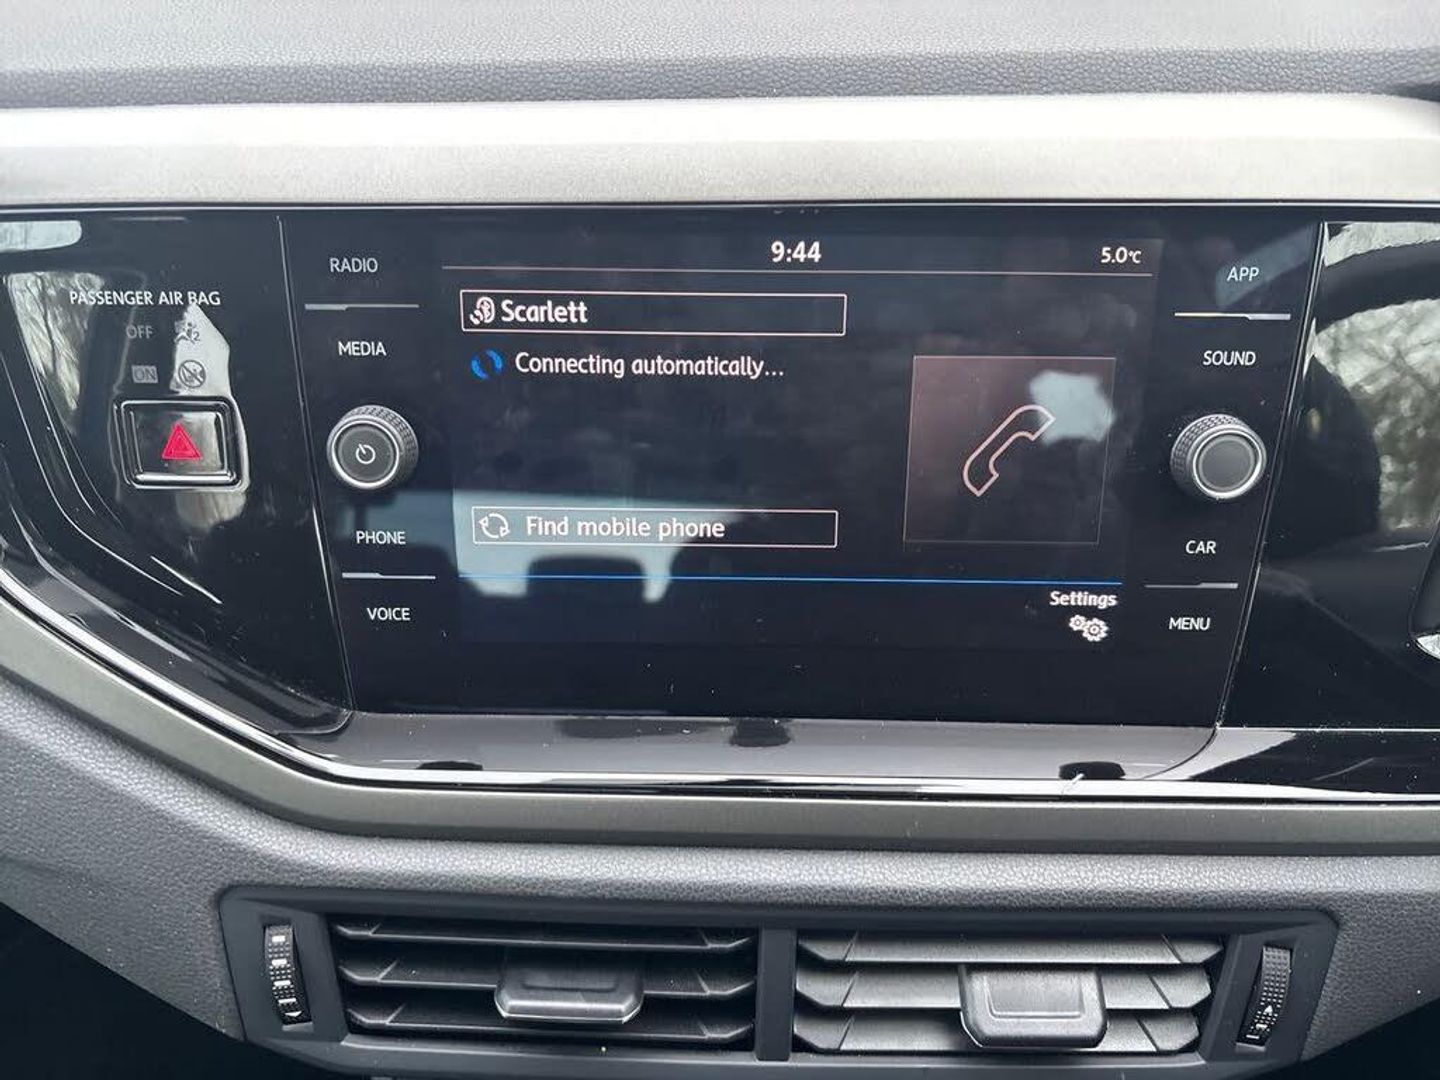 9:44
5.0°C
RADIO
APP
PASSENGER AIR BAG
OFF
2
ON
Scarlett
MEDIA
SOUND
Connecting automatically...
PHONE
Find mobile phone
CAR
VOICE
Settings
MENU